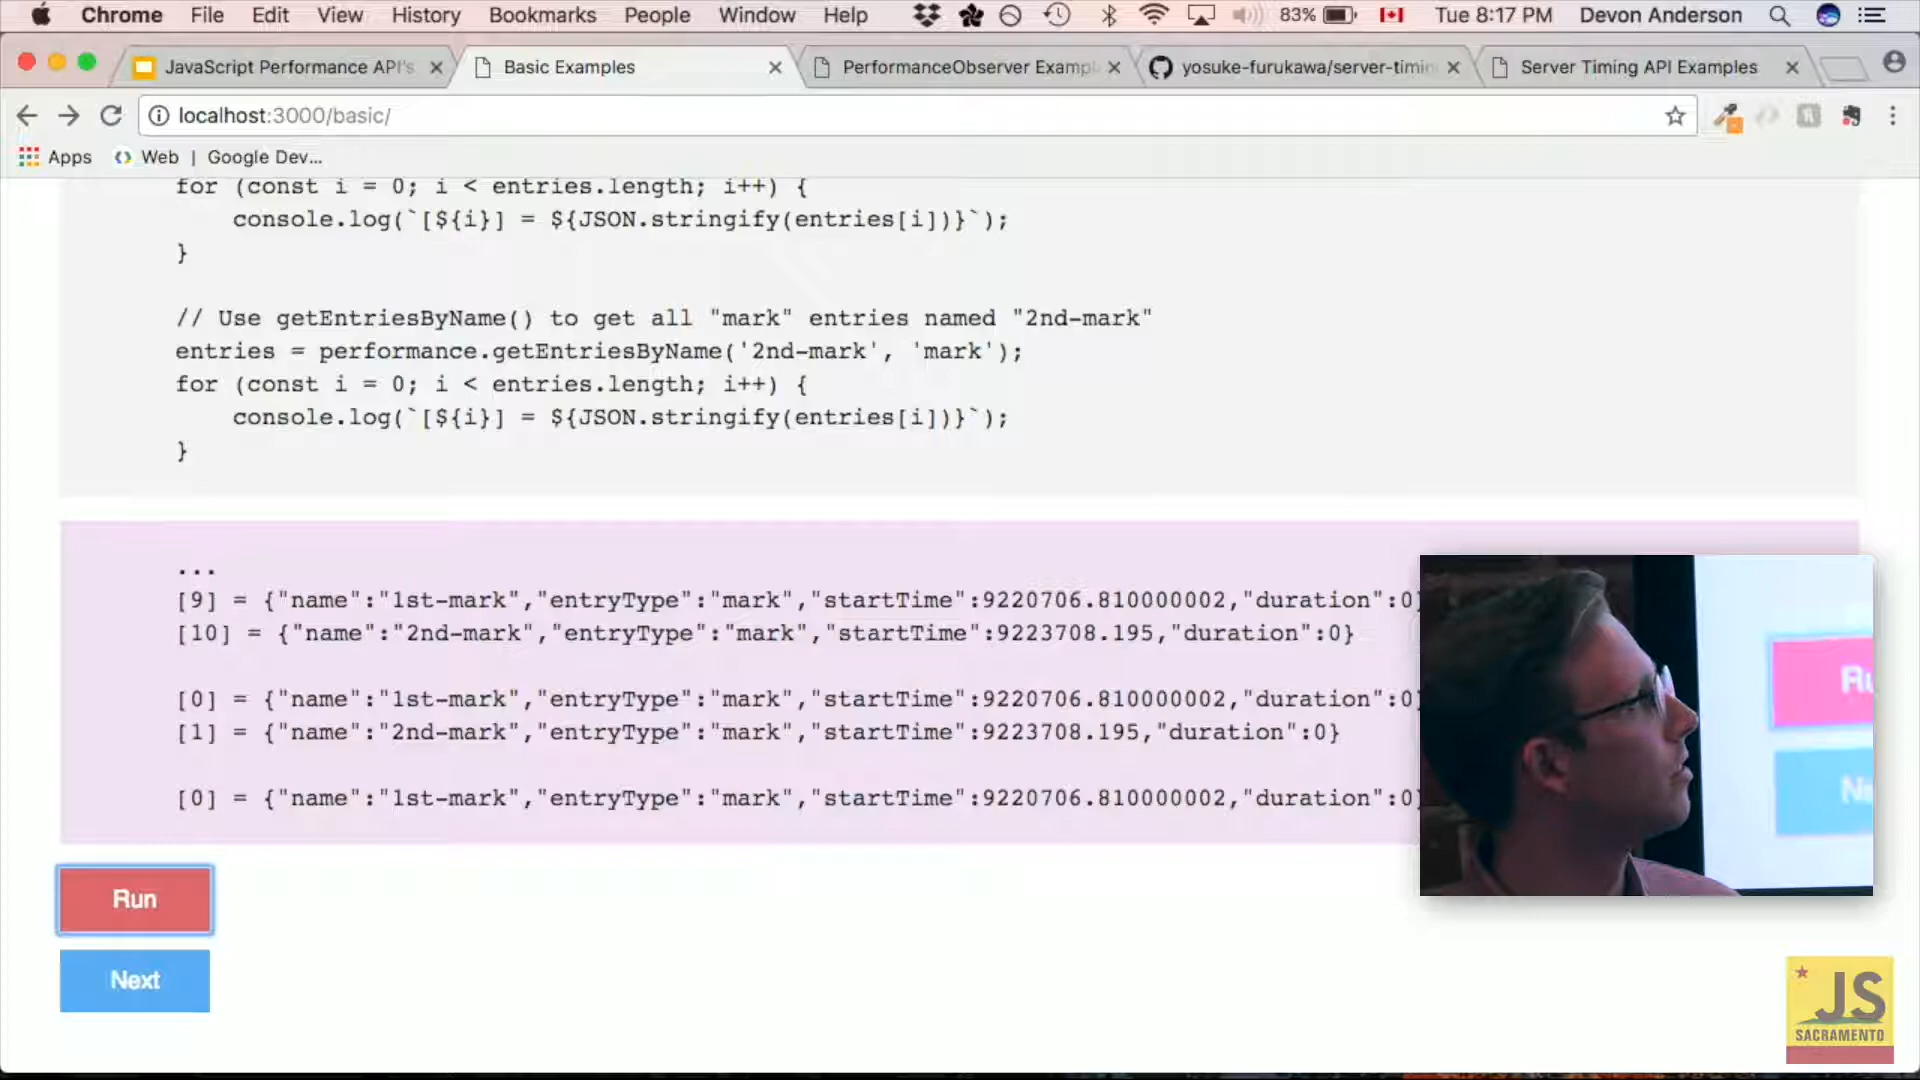 Chrome File Edit View History Bookmarks People Window Help 83% Tue 8:17 PM Devon Anderson
JavaScript Performance API's Basic Examples PerformanceObserver Exampl yosuke-furukawa/server-timin Server Timing API Examples
localhost:3000/basic/
Apps Web | Google Dev...
for (const i = 0; i < entries.length; i++) {
console.log(`[${i}] = ${JSON.stringify(entries[i])}`);
}
// Use getEntriesByName() to get all "mark" entries named "2nd-mark"
entries = performance.getEntriesByName('2nd-mark', 'mark');
for (const i = 0; i < entries.length; i++) {
console.log(`[${i}] = ${JSON.stringify(entries[i])}`);
}
...
[9] = {"name":"1st-mark","entryType":"mark","startTime":9220706.810000002,"duration":0}
[10] = {"name":"2nd-mark","entryType":"mark","startTime":9223708.195,"duration":0}
[0] = {"name":"1st-mark","entryType":"mark","startTime":9220706.810000002,"duration":0}
[1] = {"name":"2nd-mark","entryType":"mark","startTime":9223708.195,"duration":0}
[0] = {"name":"1st-mark","entryType":"mark","startTime":9220706.810000002,"duration":0}
Run
Next
JS
SACRAMENTO